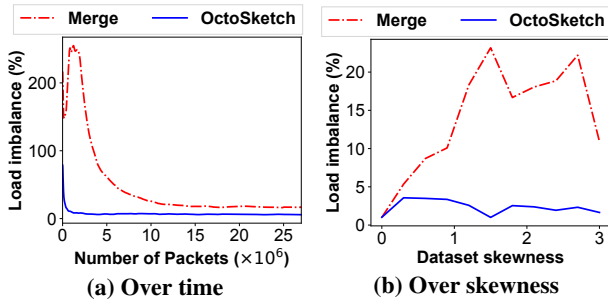 Merge OctoSketch
Load imbalance (%)
200
100
0
0 5 10 15 20 25
Number of Packets (×10⁶)
(a) Over time
Merge OctoSketch
Load imbalance (%)
20
15
10
5
0
0 1 2 3
Dataset skewness
(b) Over skewness